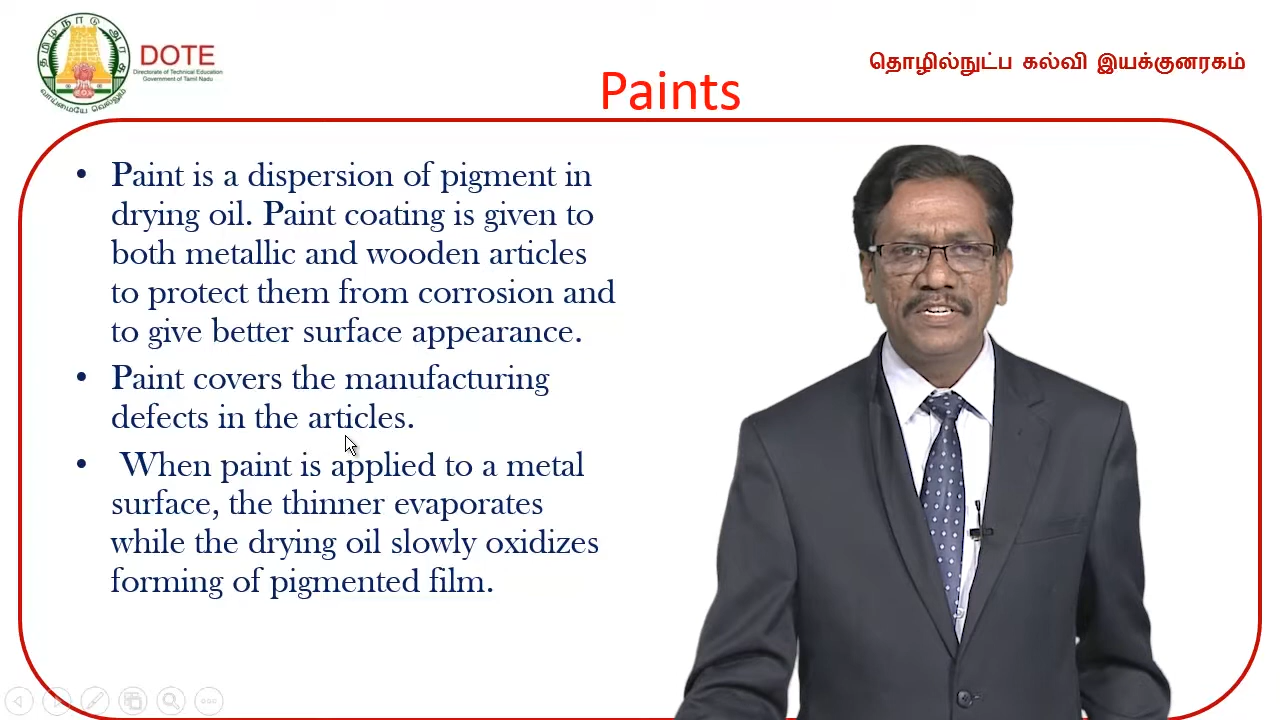 DOTE
Directorate of Technical Education
Government of Tamil Nadu
தொழில்நுட்ப கல்வி இயக்குனரகம்
Paints
• Paint is a dispersion of pigment in
drying oil. Paint coating is given to
both metallic and wooden articles
to protect them from corrosion and
to give better surface appearance.
• Paint covers the manufacturing
defects in the articles.
• When paint is applied to a metal
surface, the thinner evaporates
while the drying oil slowly oxidizes
forming of pigmented film.